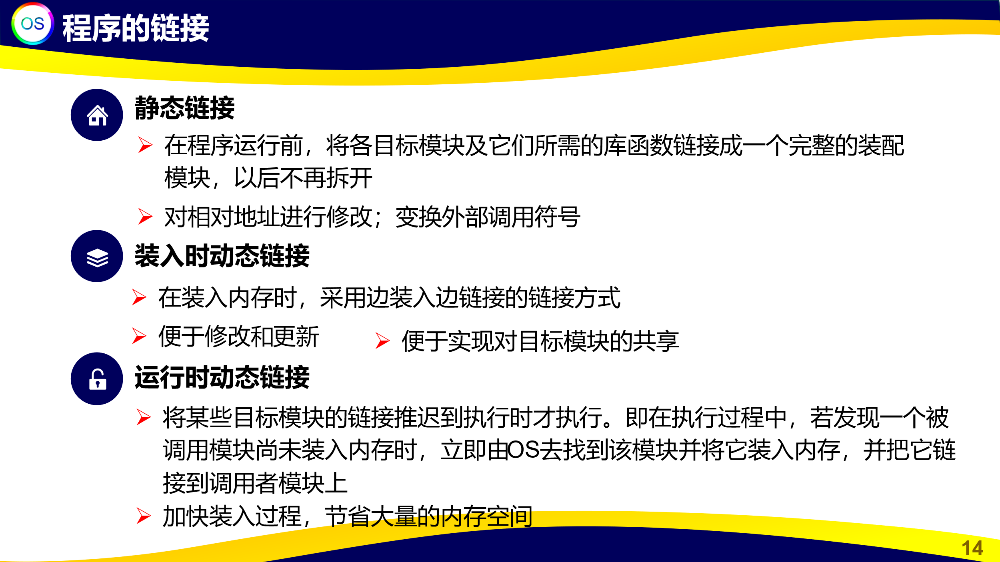 OS 程序的链接
静态链接
在程序运行前，将各目标模块及它们所需的库函数链接成一个完整的装配
模块，以后不再拆开
对相对地址进行修改；变换外部调用符号
装入时动态链接
在装入内存时，采用边装入边链接的链接方式
便于修改和更新 便于实现对目标模块的共享
运行时动态链接
将某些目标模块的链接推迟到执行时才执行。即在执行过程中，若发现一个被
调用模块尚未装入内存时，立即由OS去找到该模块并将它装入内存，并把它链
接到调用者模块上
加快装入过程，节省大量的内存空间
14